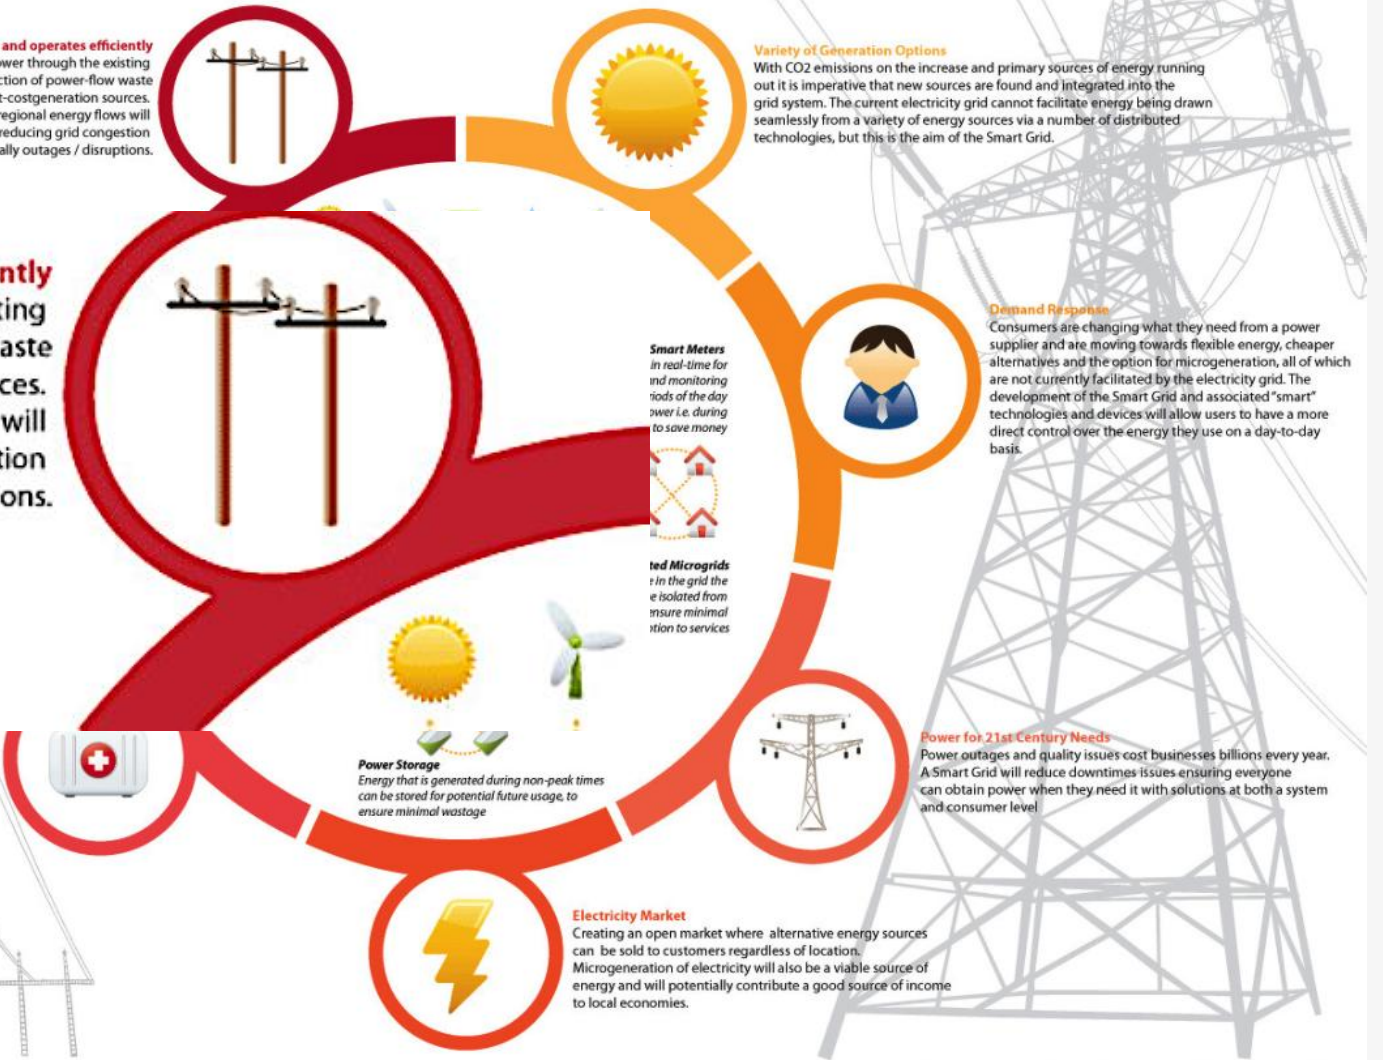 and operates efficiently
ower through the existing
ction of power-flow waste
t-costgeneration sources.
regional energy flows will
reducing grid congestion
ally outages / disruptions.
Variety of Generation Options
With CO2 emissions on the increase and primary sources of energy running
out it is imperative that new sources are found and integrated into the
grid system. The current electricity grid cannot facilitate energy being drawn
seamlessly from a variety of energy sources via a number of distributed
technologies, but this is the aim of the Smart Grid.
ntly
ting
aste
ces.
will
tion
ons.
Smart Meters
in real-time for
and monitoring
riods of the day
ower i.e. during
to save money
Demand Response
Consumers are changing what they need from a power
supplier and are moving towards flexible energy, cheaper
alternatives and the option for microgeneration, all of which
are not currently facilitated by the electricity grid. The
development of the Smart Grid and associated "smart"
technologies and devices will allow users to have a more
direct control over the energy they use on a day-to-day
basis.
ted Microgrids
e in the grid the
e isolated from
ensure minimal
ption to services
Power Storage
Energy that is generated during non-peak times
can be stored for potential future usage, to
ensure minimal wastage
Power for 21st Century Needs
Power outages and quality issues cost businesses billions every year.
A Smart Grid will reduce downtimes issues ensuring everyone
can obtain power when they need it with solutions at both a system
and consumer level
Electricity Market
Creating an open market where alternative energy sources
can be sold to customers regardless of location.
Microgeneration of electricity will also be a viable source of
energy and will potentially contribute a good source of income
to local economies.